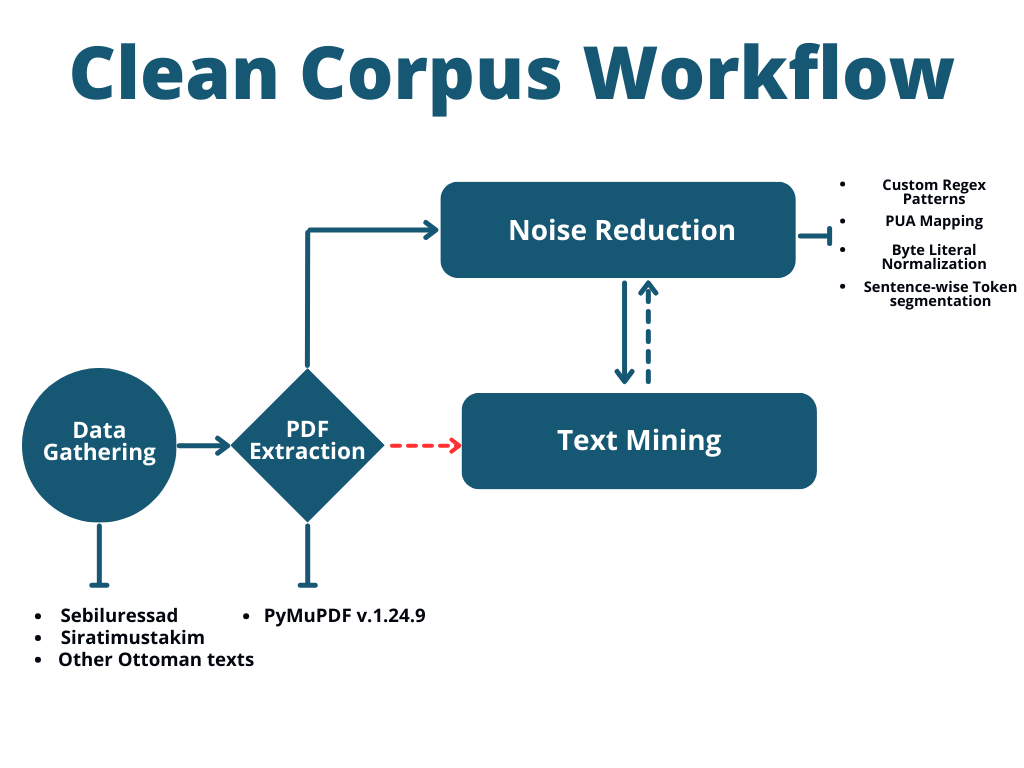 Clean Corpus Workflow
Noise Reduction
• Custom Regex
Patterns
• PUA Mapping
• Byte Literal
Normalization
• Sentence-wise Token
segmentation
Data
Gathering
PDF
Extraction
Text Mining
• Sebiluressad
• Siratimustakim
• Other Ottoman texts
• PyMuPDF v.1.24.9